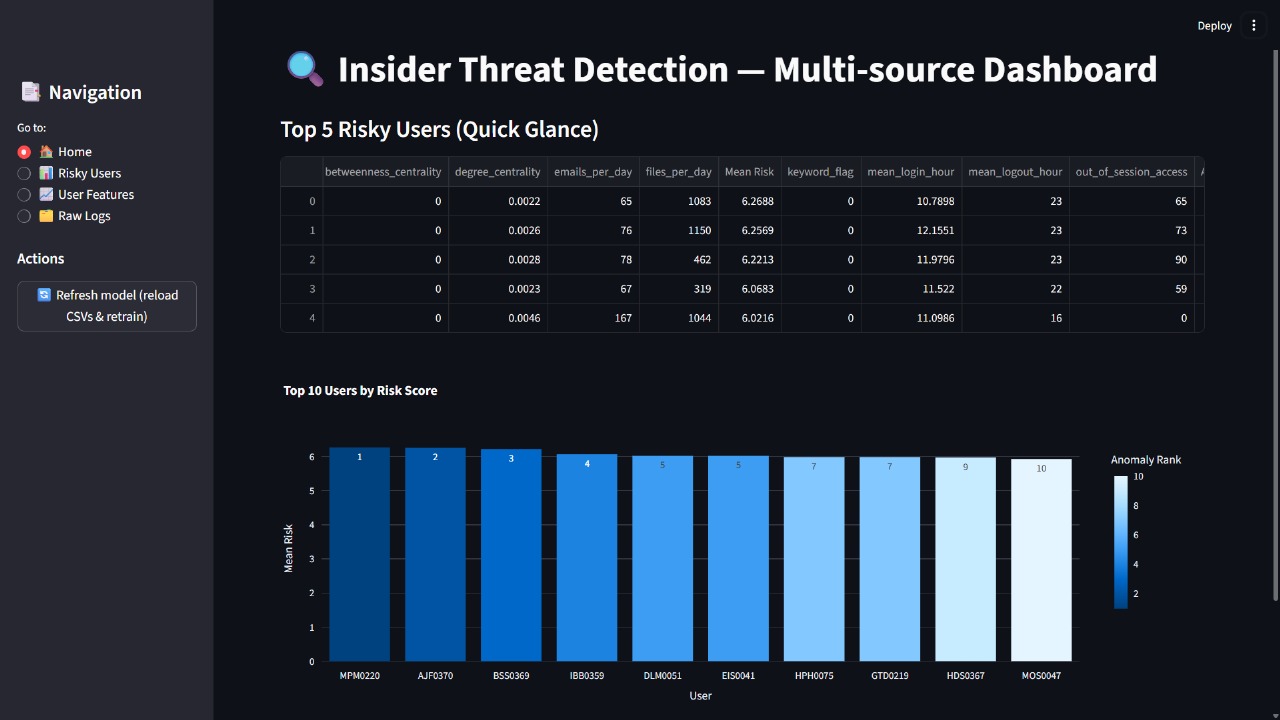 Deploy
Navigation
Go to:
Home
Risky Users
User Features
Raw Logs
Actions
Refresh model (reload
CSVs & retrain)
Insider Threat Detection — Multi-source Dashboard
Top 5 Risky Users (Quick Glance)
betweenness_centrality degree_centrality emails_per_day files_per_day Mean Risk keyword_flag mean_login_hour mean_logout_hour out_of_session_access
0 0 0.0022 65 1083 6.2688 0 10.7898 23 65
1 0 0.0026 76 1150 6.2569 0 12.1551 23 73
2 0 0.0028 78 462 6.2213 0 11.9796 23 90
3 0 0.0023 67 319 6.0683 0 11.522 22 59
4 0 0.0046 167 1044 6.0216 0 11.0986 16 0
Top 10 Users by Risk Score
Mean Risk
6
5
4
3
2
1
0
1 2 3 4 5 5 7 7 9 10
MPM0220 AJF0370 BSS0369 IBB0359 DLM0051 EIS0041 HPH0075 GTD0219 HDS0367 MOS0047
User
Anomaly Rank
10
8
6
4
2